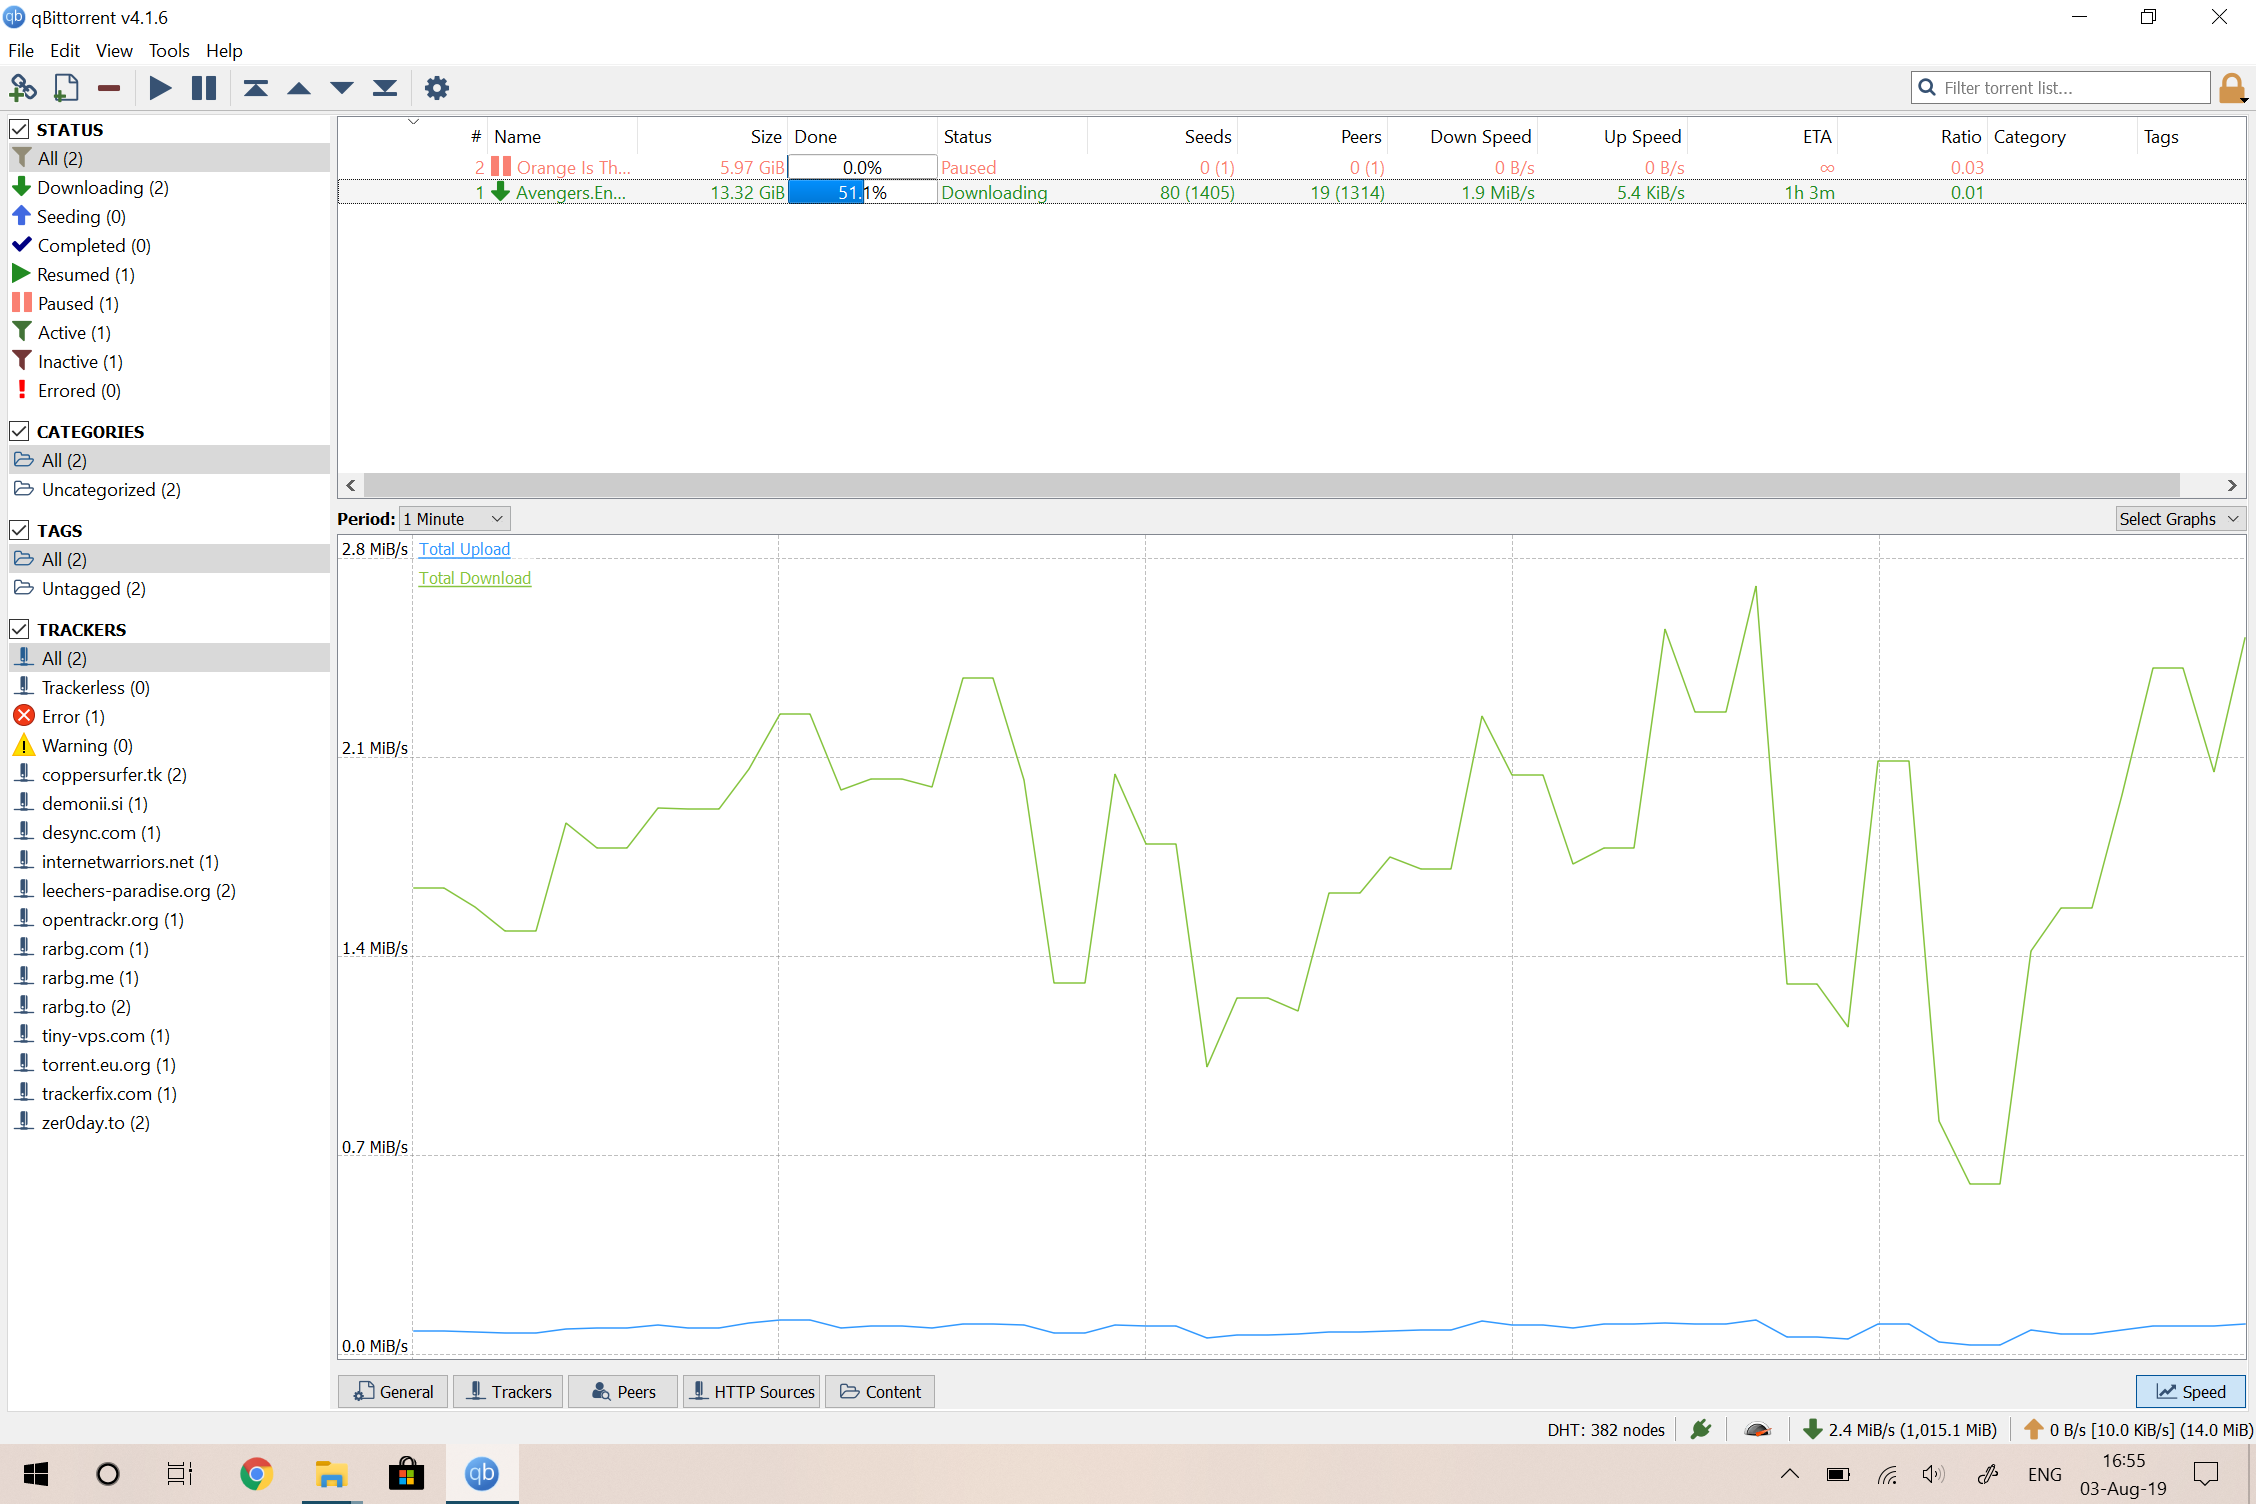 qBittorrent v4.1.6
File Edit View Tools Help
Filter torrent list...
STATUS
All (2)
Downloading (2)
Seeding (0)
Completed (0)
Resumed (1)
Paused (1)
Active (1)
Inactive (1)
Errored (0)
CATEGORIES
All (2)
Uncategorized (2)
TAGS
All (2)
Untagged (2)
TRACKERS
All (2)
Trackerless (0)
Error (1)
Warning (0)
coppersurfer.tk (2)
demonii.si (1)
desync.com (1)
internetwarriors.net (1)
leechers-paradise.org (2)
opentrackr.org (1)
rarbg.com (1)
rarbg.me (1)
rarbg.to (2)
tiny-vps.com (1)
torrent.eu.org (1)
trackerfix.com (1)
zer0day.to (2)
# Name Size Done Status Seeds Peers Down Speed Up Speed ETA Ratio Category Tags
2 Orange Is Th... 5.97 GiB 0.0% Paused 0 (1) 0 (1) 0 B/s 0 B/s ∞ 0.03
1 Avengers.En... 13.32 GiB 51.1% Downloading 80 (1405) 19 (1314) 1.9 MiB/s 5.4 KiB/s 1h 3m 0.01
Period: 1 Minute Select Graphs
2.8 MiB/s Total Upload
Total Download
2.1 MiB/s
1.4 MiB/s
0.7 MiB/s
0.0 MiB/s
General Trackers Peers HTTP Sources Content Speed
DHT: 382 nodes 2.4 MiB/s (1,015.1 MiB) 0 B/s [10.0 KiB/s] (14.0 MiB)
qb ENG 16:55
03-Aug-19